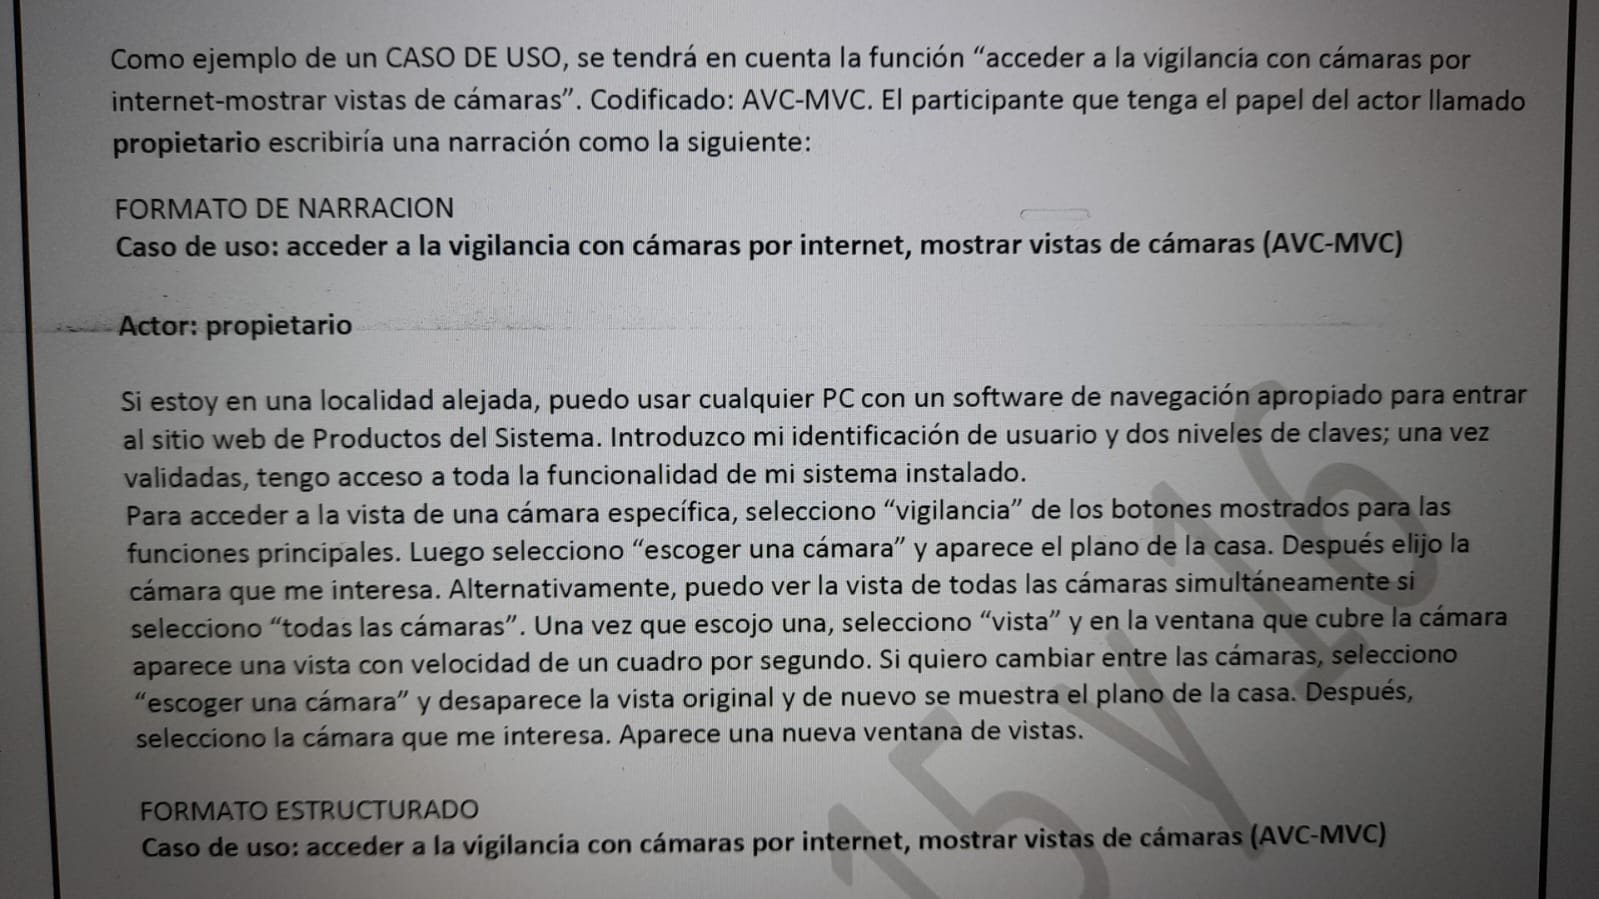 Como ejemplo de un CASO DE USO, se tendrá en cuenta la función “acceder a la vigilancia con cámaras por
internet-mostrar vistas de cámaras”. Codificado: AVC-MVC. El participante que tenga el papel del actor llamado
propietario escribiría una narración como la siguiente:
FORMATO DE NARRACION
Caso de uso: acceder a la vigilancia con cámaras por internet, mostrar vistas de cámaras (AVC-MVC)
Actor: propietario
Si estoy en una localidad alejada, puedo usar cualquier PC con un software de navegación apropiado para entrar
al sitio web de Productos del Sistema. Introduzco mi identificación de usuario y dos niveles de claves; una vez
validadas, tengo acceso a toda la funcionalidad de mi sistema instalado.
Para acceder a la vista de una cámara específica, selecciono “vigilancia” de los botones mostrados para las
funciones principales. Luego selecciono “escoger una cámara” y aparece el plano de la casa. Después elijo la
cámara que me interesa. Alternativamente, puedo ver la vista de todas las cámaras simultáneamente si
selecciono “todas las cámaras”. Una vez que escojo una, selecciono “vista” y en la ventana que cubre la cámara
aparece una vista con velocidad de un cuadro por segundo. Si quiero cambiar entre las cámaras, selecciono
“escoger una cámara” y desaparece la vista original y de nuevo se muestra el plano de la casa. Después,
selecciono la cámara que me interesa. Aparece una nueva ventana de vistas.
FORMATO ESTRUCTURADO
Caso de uso: acceder a la vigilancia con cámaras por internet, mostrar vistas de cámaras (AVC-MVC)
15 y 16